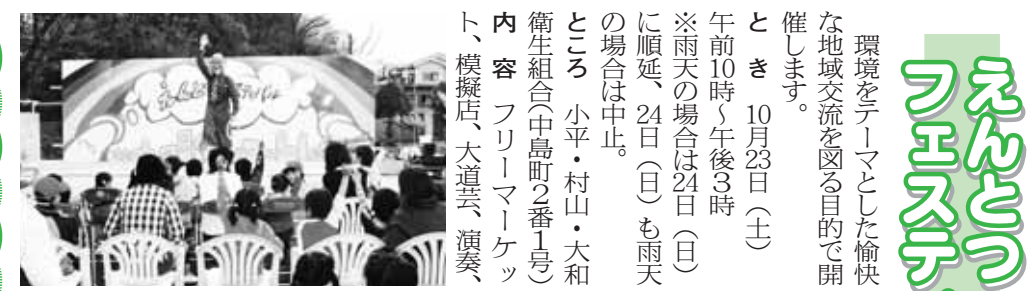 えんとつ
フェステ
環境をテーマとした愉快
な地域交流を図る目的で開
催します。
と き 10月23日（土）
午前10時～午後3時
※雨天の場合は24日（日）
に順延、24日（日）も雨天
の場合は中止。
ところ 小平・村山・大和
衛生組合（中島町2番1号）
内 容 フリーマーケッ
ト、模擬店、大道芸、演奏、